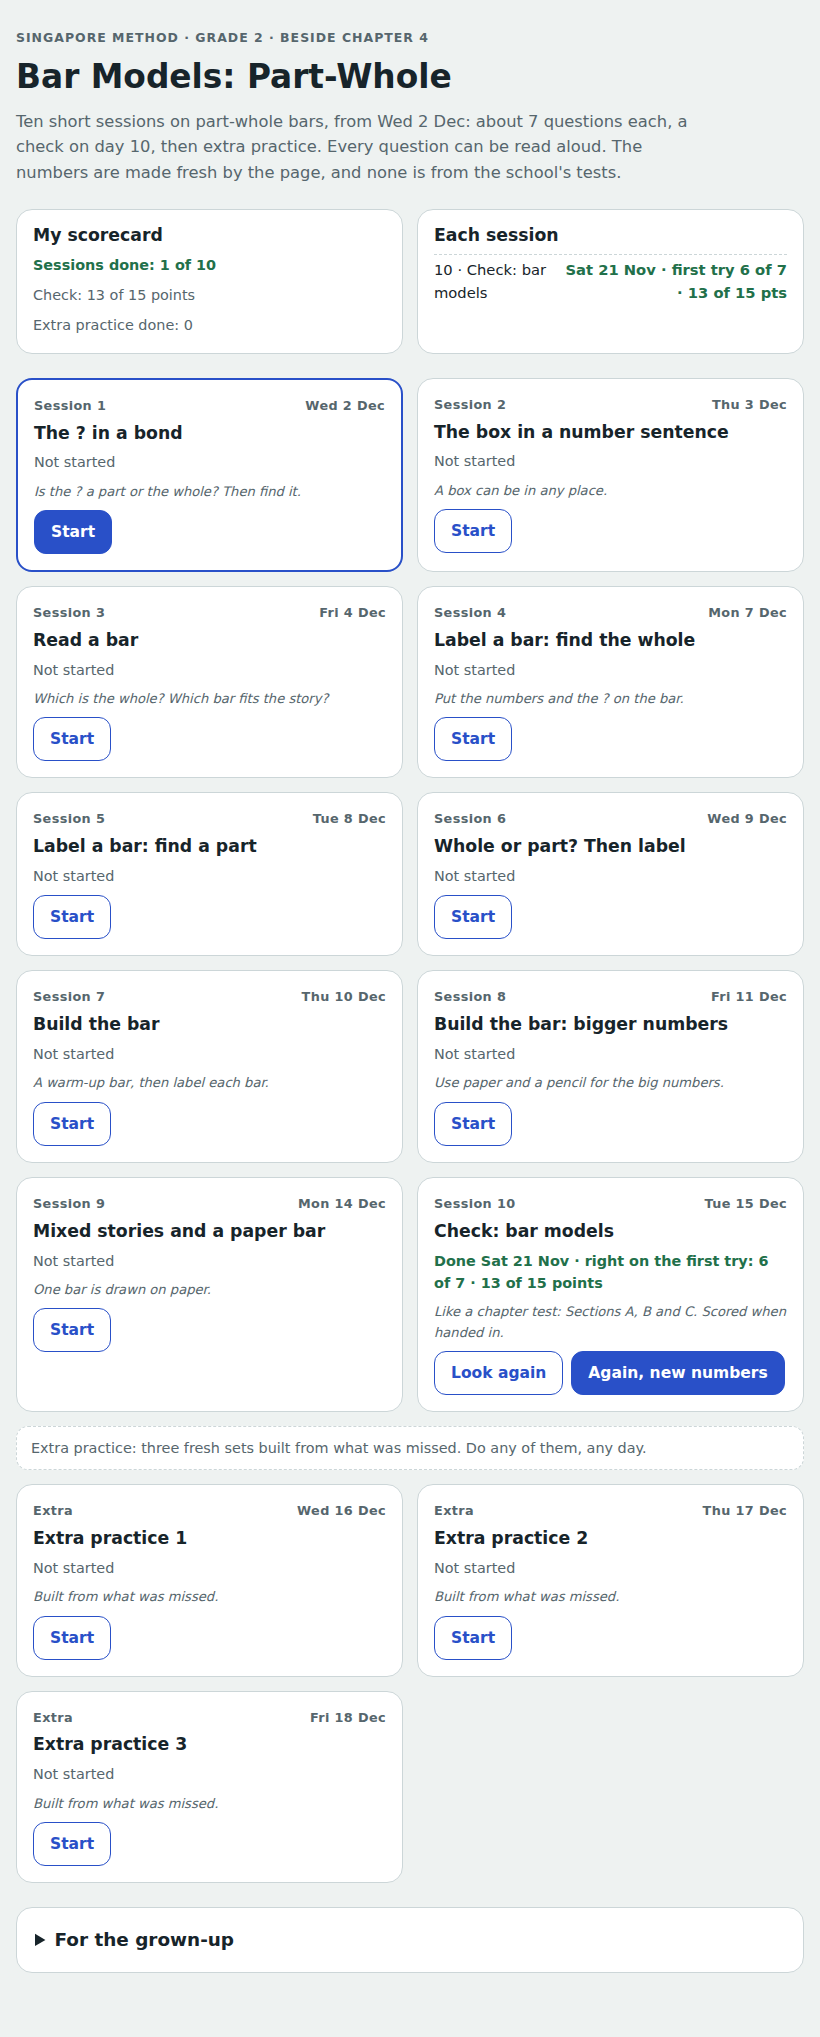 SINGAPORE METHOD · GRADE 2 · BESIDE CHAPTER 4
Bar Models: Part-Whole
Ten short sessions on part-whole bars, from Wed 2 Dec: about 7 questions each, a
check on day 10, then extra practice. Every question can be read aloud. The
numbers are made fresh by the page, and none is from the school's tests.
My scorecard
Sessions done: 1 of 10
Check: 13 of 15 points
Extra practice done: 0
Each session
10 · Check: bar models
Sat 21 Nov · first try 6 of 7 · 13 of 15 pts
Session 1
Wed 2 Dec
The ? in a bond
Not started
Is the ? a part or the whole? Then find it.
Start
Session 2
Thu 3 Dec
The box in a number sentence
Not started
A box can be in any place.
Start
Session 3
Fri 4 Dec
Read a bar
Not started
Which is the whole? Which bar fits the story?
Start
Session 4
Mon 7 Dec
Label a bar: find the whole
Not started
Put the numbers and the ? on the bar.
Start
Session 5
Tue 8 Dec
Label a bar: find a part
Not started
Start
Session 6
Wed 9 Dec
Whole or part? Then label
Not started
Start
Session 7
Thu 10 Dec
Build the bar
Not started
A warm-up bar, then label each bar.
Start
Session 8
Fri 11 Dec
Build the bar: bigger numbers
Not started
Use paper and a pencil for the big numbers.
Start
Session 9
Mon 14 Dec
Mixed stories and a paper bar
Not started
One bar is drawn on paper.
Start
Session 10
Tue 15 Dec
Check: bar models
Done Sat 21 Nov · right on the first try: 6
of 7 · 13 of 15 points
Like a chapter test: Sections A, B and C. Scored when
handed in.
Look again
Again, new numbers
Extra practice: three fresh sets built from what was missed. Do any of them, any day.
Extra
Wed 16 Dec
Extra practice 1
Not started
Built from what was missed.
Start
Extra
Thu 17 Dec
Extra practice 2
Not started
Built from what was missed.
Start
Extra
Fri 18 Dec
Extra practice 3
Not started
Built from what was missed.
Start
For the grown-up